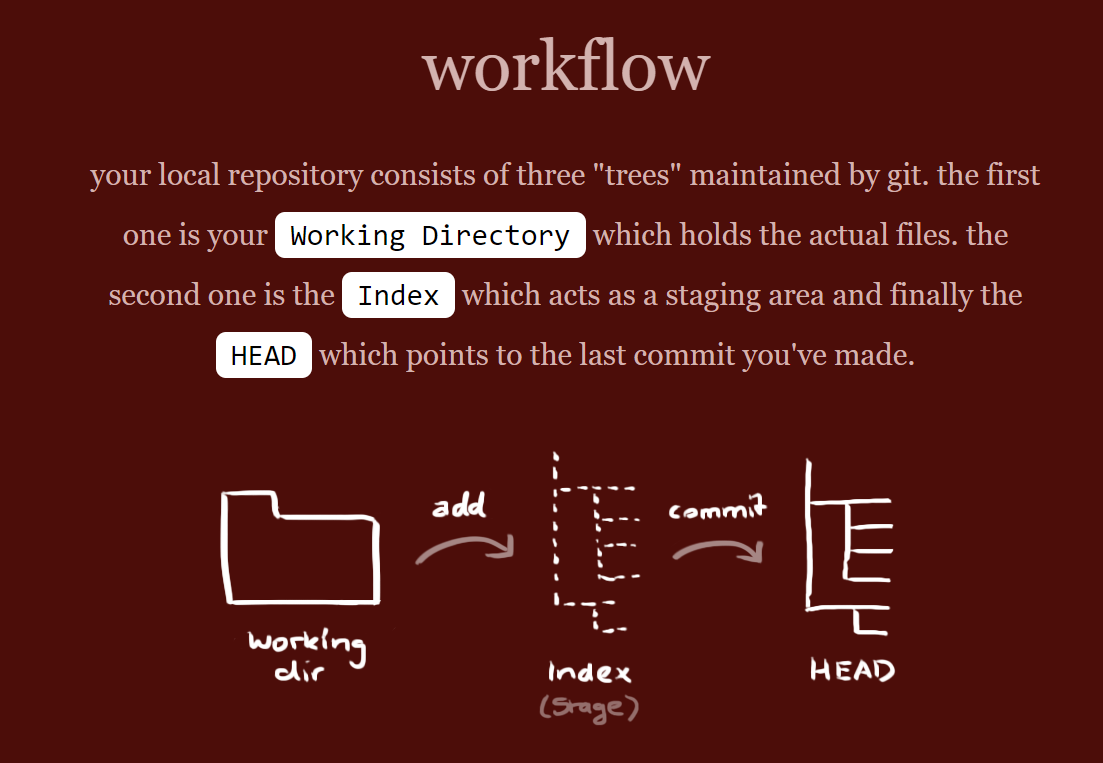 workflow
your local repository consists of three "trees" maintained by git. the first
one is your Working Directory which holds the actual files. the
second one is the Index which acts as a staging area and finally the
HEAD which points to the last commit you've made.
add
commit
working
dir
Index
(Stage)
HEAD